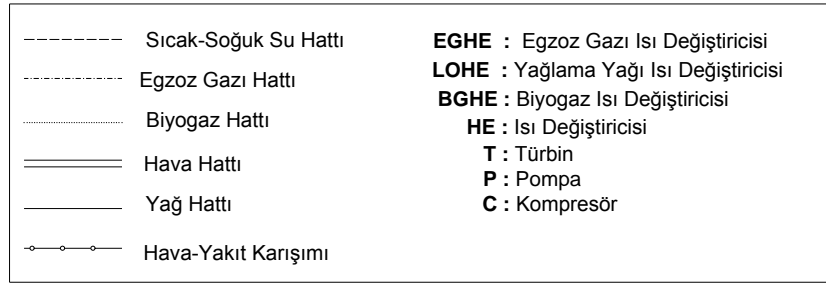 Sıcak-Soğuk Su Hattı
Egzoz Gazı Hattı
Biyogaz Hattı
Hava Hattı
Yağ Hattı
Hava-Yakıt Karışımı
EGHE : Egzoz Gazı Isı Değiştiricisi
LOHE : Yağlama Yağı Isı Değiştiricisi
BGHE : Biyogaz Isı Değiştiricisi
HE : Isı Değiştiricisi
T : Türbin
P : Pompa
C : Kompresör